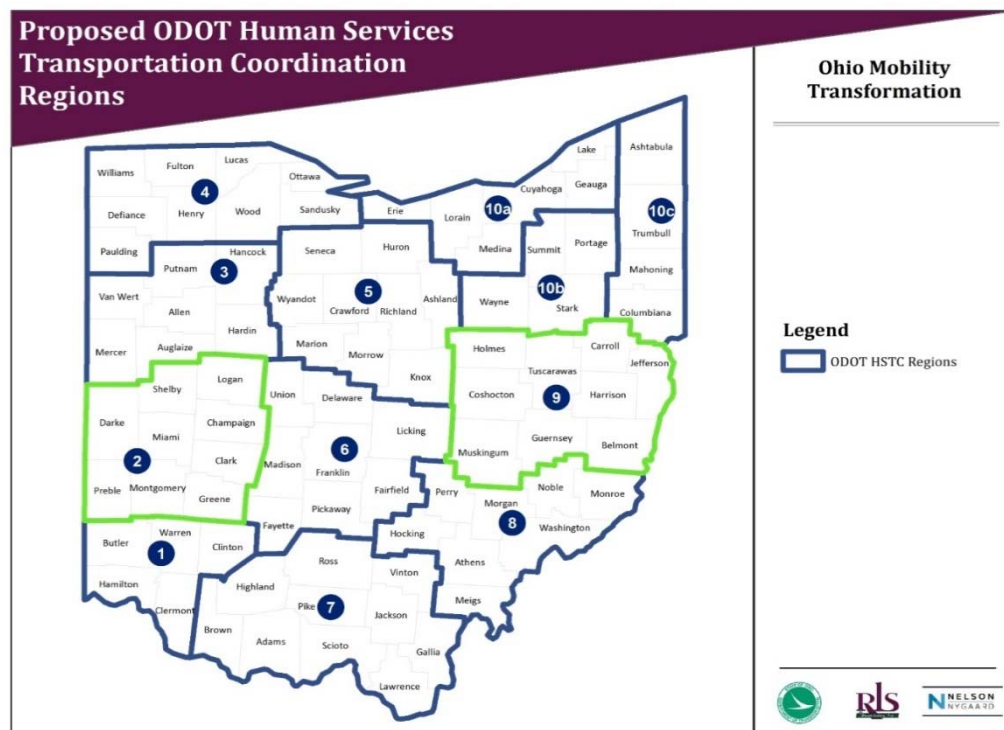 Proposed ODOT Human Services
Transportation Coordination
Regions
Ohio Mobility
Transformation
Legend
ODOT HSTC Regions
Williams
Fulton
Lucas
Ottawa
4
Defiance
Henry
Wood
Sandusky
Paulding
Erie
Lorain
10a
Cuyahoga
Lake
Geauga
Medina
Ashtabula
10c
Trumbull
Mahoning
Columbiana
Summit
Portage
10b
Wayne
Stark
Hancock
Putnam
3
Van Wert
Allen
Hardin
Mercer
Auglaize
Seneca
Huron
5
Wyandot
Crawford
Richland
Ashland
Marion
Morrow
Knox
Logan
Shelby
Darke
Champaign
Miami
2
Clark
Preble
Montgomery
Greene
Union
Delaware
Licking
6
Madison
Franklin
Fairfield
Pickaway
Fayette
Holmes
Carroll
Jefferson
Tuscarawas
Coshocton
9
Harrison
Guernsey
Belmont
Muskingum
Perry
Morgan
Noble
Monroe
8
Washington
Hocking
Athens
Meigs
Butler
Warren
1
Clinton
Hamilton
Clermont
Ross
Vinton
Highland
Pike
7
Jackson
Brown
Adams
Scioto
Gallia
Lawrence
RLS
NELSON
NYGAARD